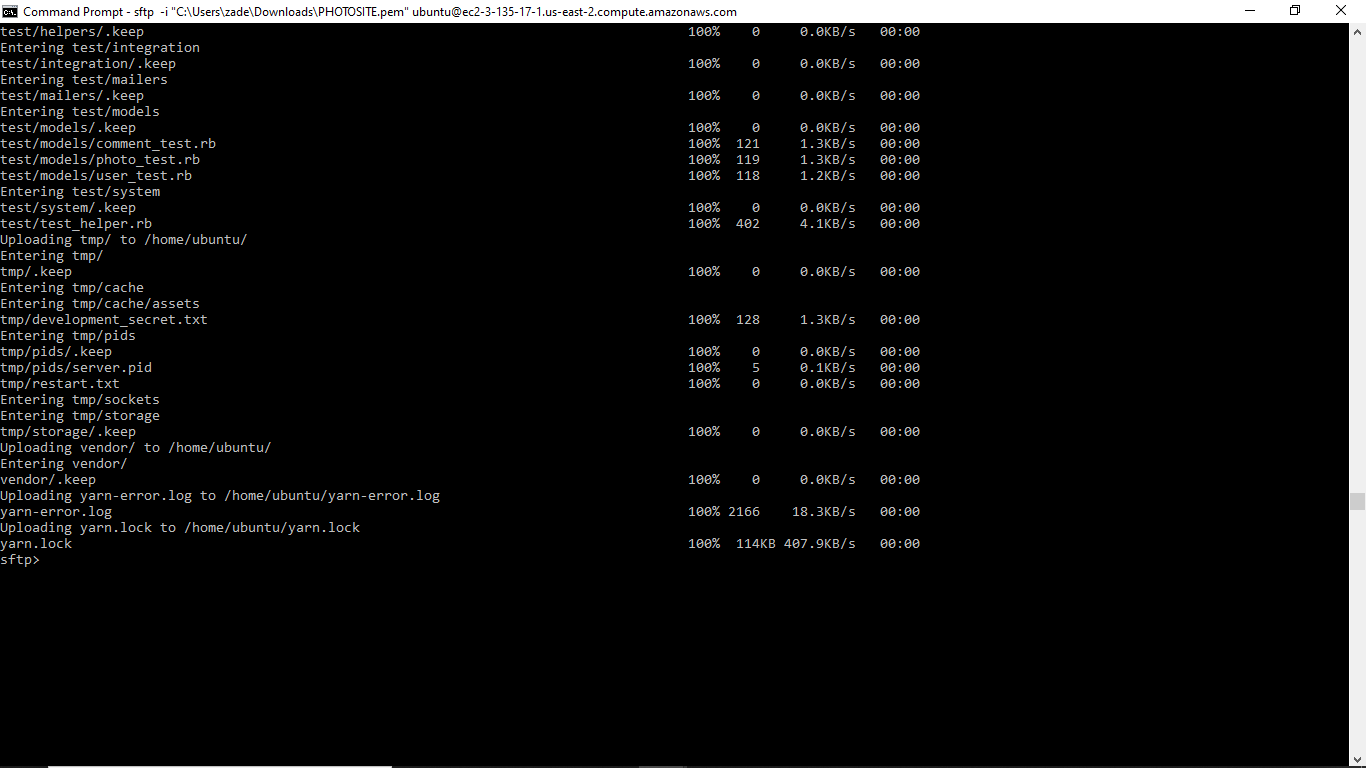 Command Prompt - sftp -i "C:\Users\zade\Downloads\PHOTOSITE.pem" ubuntu@ec2-3-135-17-1.us-east-2.compute.amazonaws.com
test/helpers/.keep 100% 0 0.0KB/s 00:00
Entering test/integration
test/integration/.keep 100% 0 0.0KB/s 00:00
Entering test/mailers
test/mailers/.keep 100% 0 0.0KB/s 00:00
Entering test/models
test/models/.keep 100% 0 0.0KB/s 00:00
test/models/comment_test.rb 100% 121 1.3KB/s 00:00
test/models/photo_test.rb 100% 119 1.3KB/s 00:00
test/models/user_test.rb 100% 118 1.2KB/s 00:00
Entering test/system
test/system/.keep 100% 0 0.0KB/s 00:00
test/test_helper.rb 100% 402 4.1KB/s 00:00
Uploading tmp/ to /home/ubuntu/
Entering tmp/
tmp/.keep 100% 0 0.0KB/s 00:00
Entering tmp/cache
Entering tmp/cache/assets
tmp/development_secret.txt 100% 128 1.3KB/s 00:00
Entering tmp/pids
tmp/pids/.keep 100% 0 0.0KB/s 00:00
tmp/pids/server.pid 100% 5 0.1KB/s 00:00
tmp/restart.txt 100% 0 0.0KB/s 00:00
Entering tmp/sockets
Entering tmp/storage
tmp/storage/.keep 100% 0 0.0KB/s 00:00
Uploading vendor/ to /home/ubuntu/
Entering vendor/
vendor/.keep 100% 0 0.0KB/s 00:00
Uploading yarn-error.log to /home/ubuntu/yarn-error.log
yarn-error.log 100% 2166 18.3KB/s 00:00
Uploading yarn.lock to /home/ubuntu/yarn.lock
yarn.lock 100% 114KB 407.9KB/s 00:00
sftp>